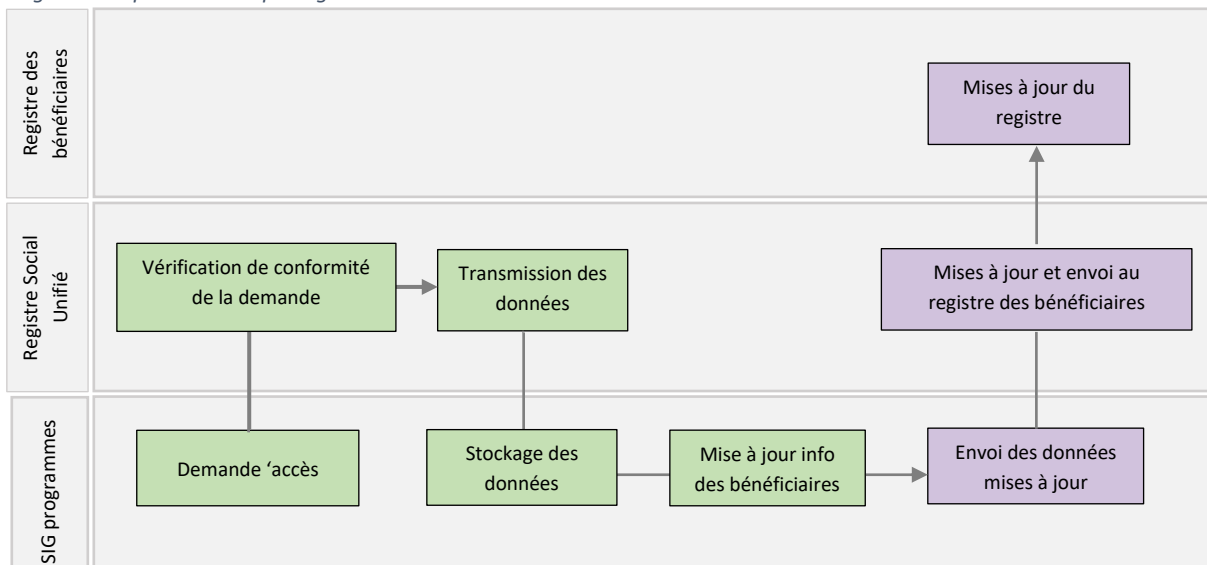 Registre des
bénéficiaires
Mises à jour du
registre
Registre Social
Unifié
Vérification de conformité
de la demande
Transmission des
données
Mises à jour et envoi au
registre des bénéficiaires
SIG programmes
Demande ‘accès
Stockage des
données
Mise à jour info
des bénéficiaires
Envoi des données
mises à jour